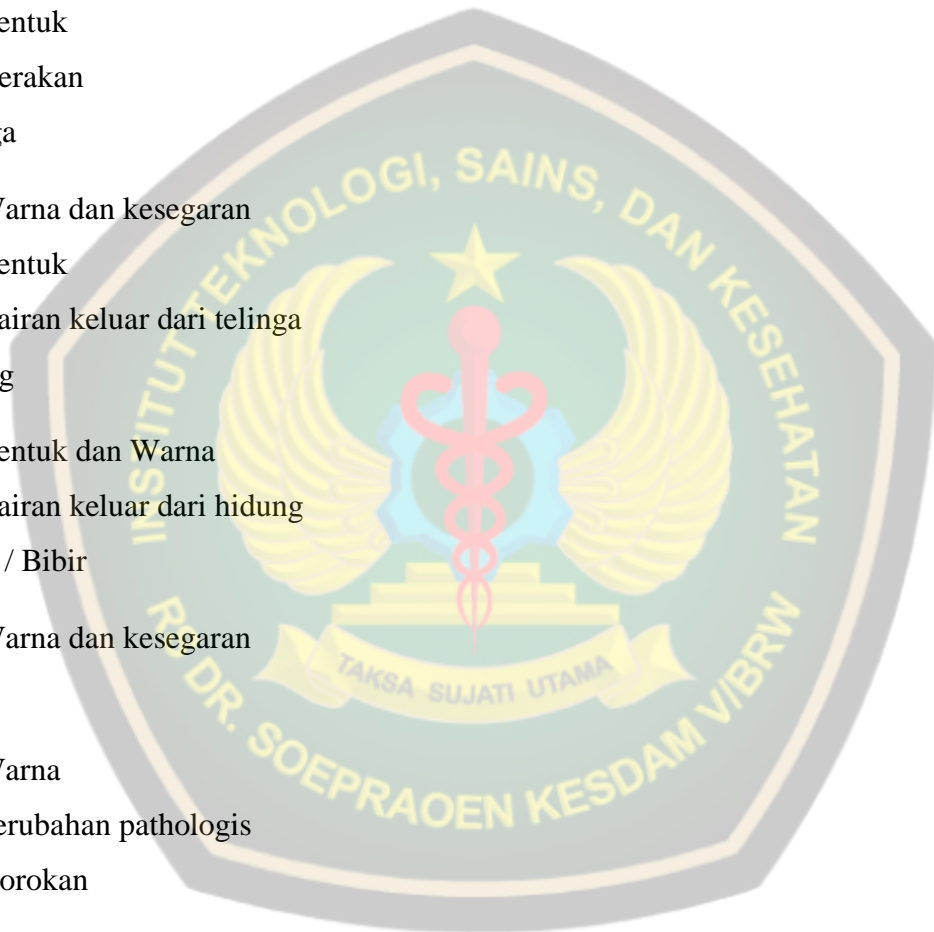 entuk
erakan
ga
Varna dan kesegaran
entuk
airan keluar dari telinga
g
entuk dan Warna
airan keluar dari hidung
/ Bibir
Varna dan kesegaran
Varna
erubahan pathologis
orokan
INSTITUT TEKNOLOGI, SAINS, DAN KESEHATAN
TAKSA SUJATI UTAMA
RS DR. SOEPRAOEN KESDAM V/BRW